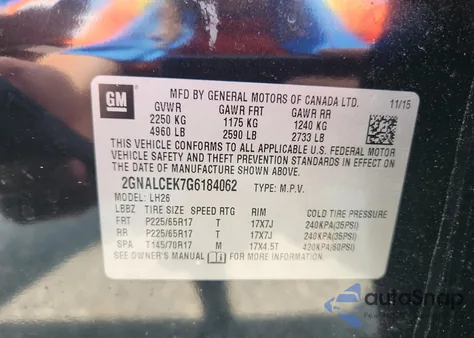 GM
MFD BY GENERAL MOTORS OF CANADA LTD. 11/15
GVWR GAWR FRT GAWR RR
2250 KG 1175 KG 1240 KG
4960 LB 2590 LB 2733 LB
THIS VEHICLE CONFORMS TO ALL APPLICABLE U.S. FEDERAL MOTOR
VEHICLE SAFETY, BUMPER, AND THEFT PREVENTION STANDARDS IN EFFECT
ON THE DATE OF MANUFACTURE SHOWN ABOVE.
2GNALCEK7G6184062 TYPE: M.P.V.
MODEL: LH26
LBBZ TIRE SIZE SPEED RTG RIM COLD TIRE PRESSURE
FRT P225/65R17 T 17X7J 240KPA(35PSI)
RR P225/65R17 T 17X7J 240KPA(35PSI)
SPA T145/70R17 M 17X4.5T 420KPA(60PSI)
SEE OWNER'S MANUAL FOR MORE INFORMATION.
autoSnap